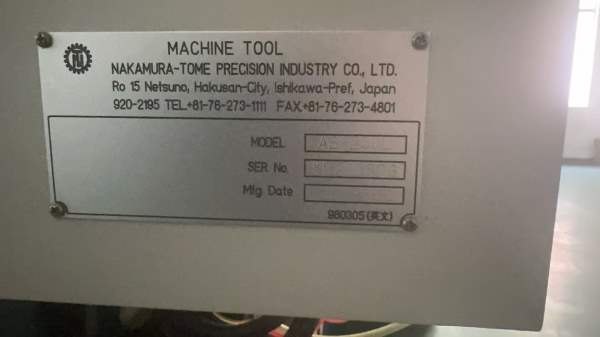 MACHINE TOOL
NAKAMURA-TOME PRECISION INDUSTRY CO., LTD.
Ro 15 Netsuno, Hakusan-City, Ishikawa-Pref, Japan
920-2195 TEL.+81-76-273-1111 FAX.+81-76-273-4801
MODEL
SER No.
Mfg Date
980305 (英文)